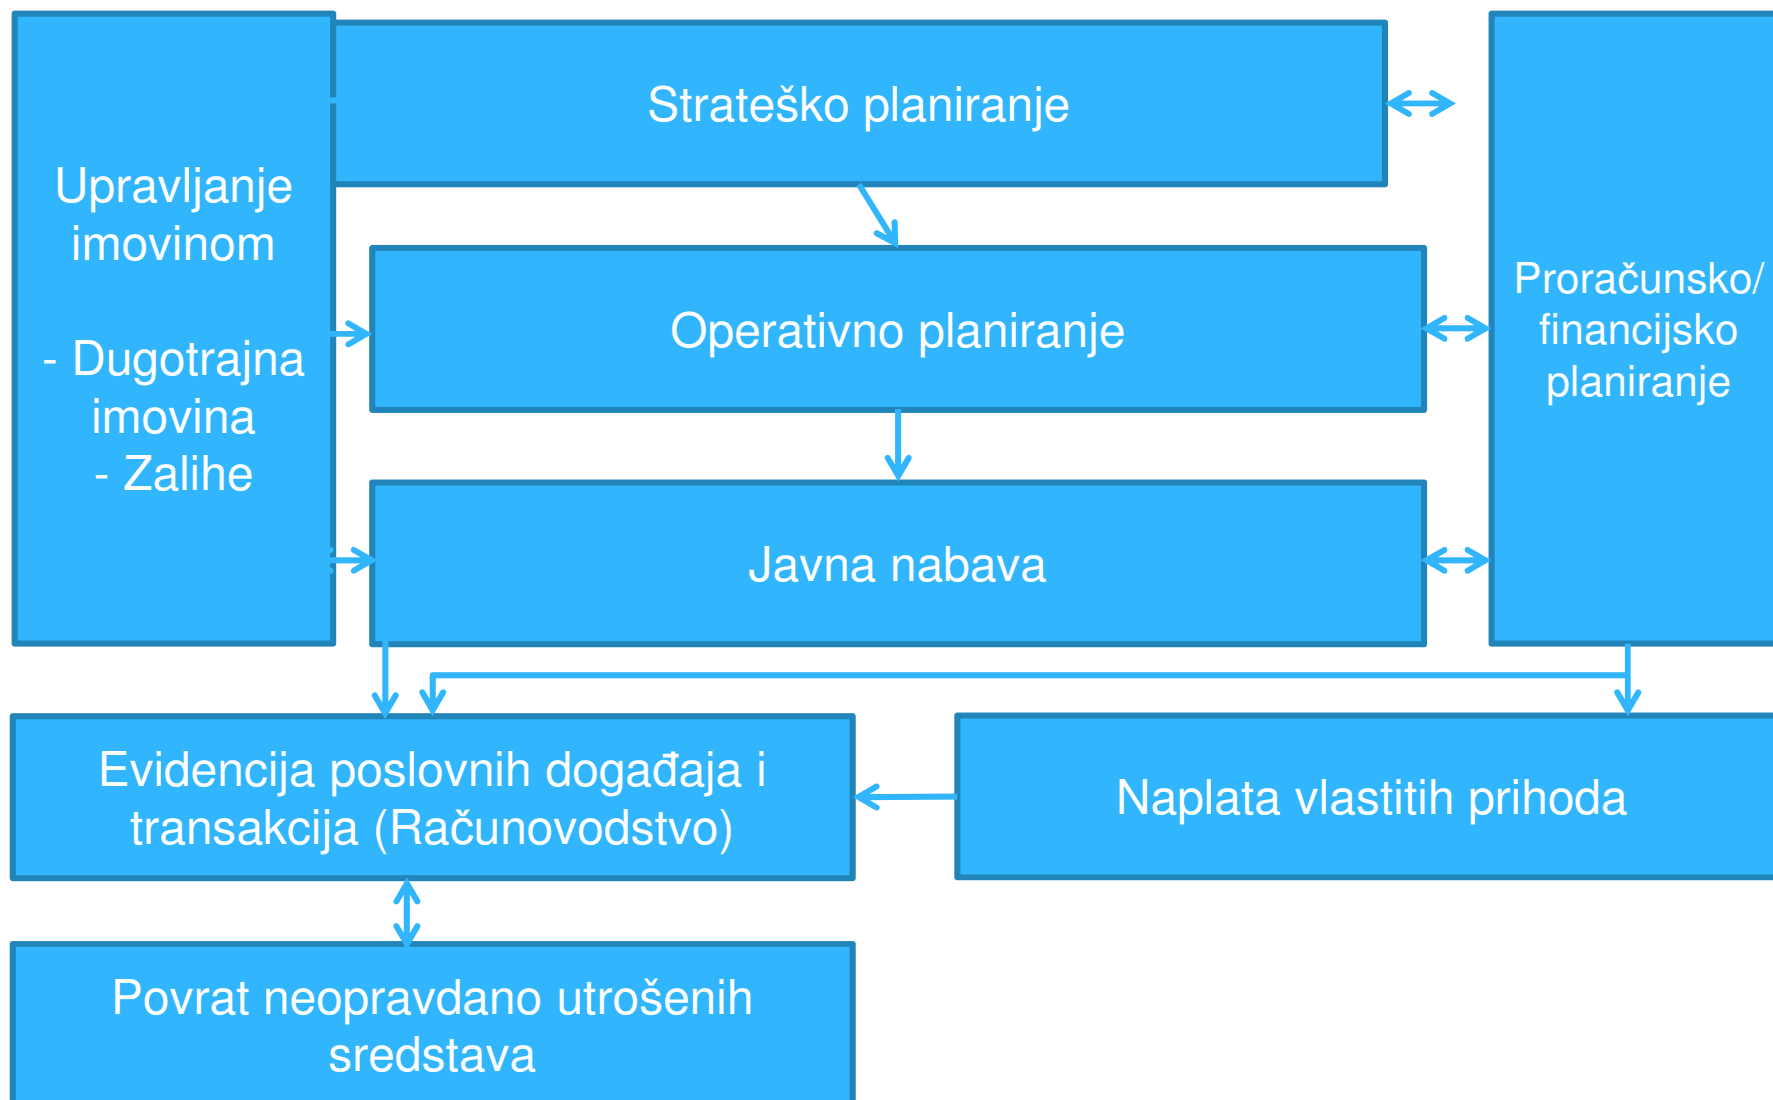 Strateško planiranje
Upravljanje
imovinom
- Dugotrajna
imovina
- Zalihe
Operativno planiranje
Proračunsko/
financijsko
planiranje
Javna nabava
Evidencija poslovnih događaja i
transakcija (Računovodstvo)
Naplata vlastitih prihoda
Povrat neopravdano utrošenih
sredstava